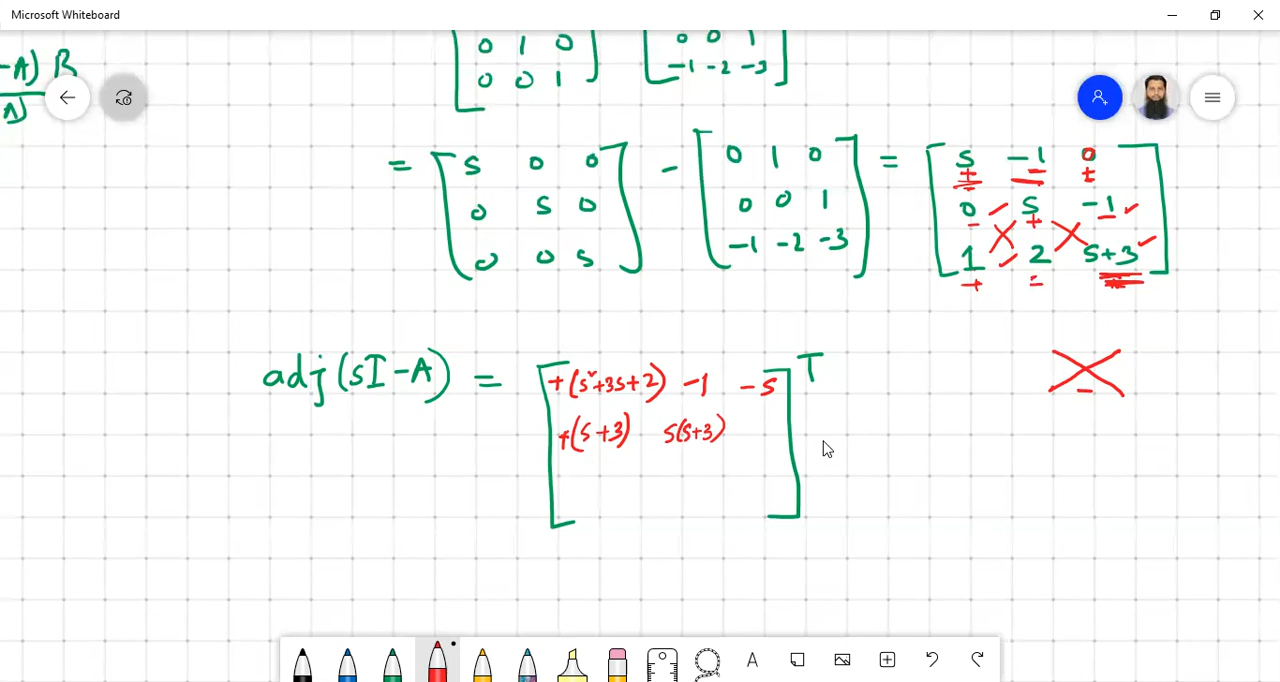 Microsoft Whiteboard
-A) B
A)
0 1 0
0 0 1
0 0 1
-1 -2 -3
= [ s 0 0 ] - [ 0 1 0 ] = [ s -1 0 ]
+ - +
[ 0 s 0 ] [ 0 0 1 ] [ 0 s -1 ]
- + -
[ 0 0 s ] [ -1 -2 -3 ] [ 1 2 s+3 ]
+ - +
adj(sI-A) = [ +(s²+3s+2) -1 -s ] T
+(s+3) s(s+3)
-
A